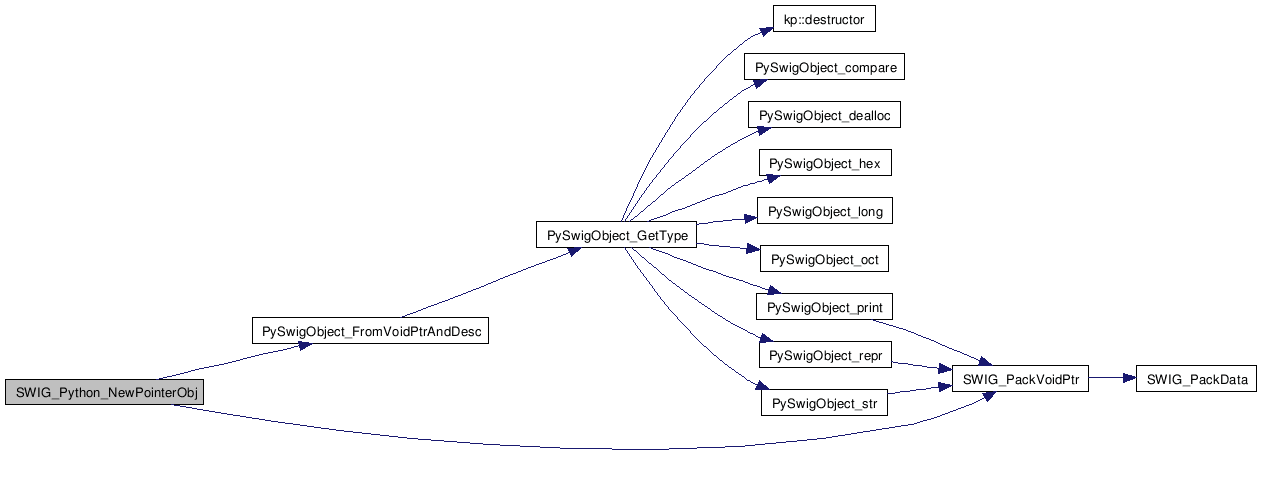 kp::destructor
PySwigObject_compare
PySwigObject_dealloc
PySwigObject_hex
PySwigObject_long
PySwigObject_GetType
PySwigObject_oct
PySwigObject_print
PySwigObject_FromVoidPtrAndDesc
PySwigObject_repr
SWIG_PackVoidPtr
SWIG_PackData
SWIG_Python_NewPointerObj
PySwigObject_str